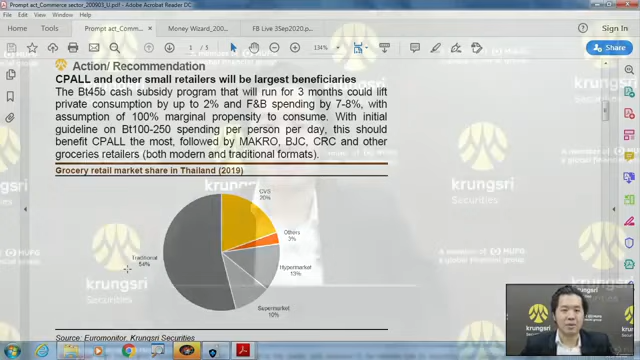 Prompt act_Commerce sector_200903_U.pdf - Adobe Acrobat Reader DC
File Edit View Window Help
Home Tools Prompt act_Commerc... × Money Wizard_200... FB Live 3Sep2020.p... Sign In
1 / 5 134% Share
Action/ Recommendation
CPALL and other small retailers will be largest beneficiaries
The Bt45b cash subsidy program that will run for 3 months could lift
private consumption by up to 2% and F&B spending by 7-8%, with
assumption of 100% marginal propensity to consume. With initial
guideline on Bt100-250 spending per person per day, this should
benefit CPALL the most, followed by MAKRO, BJC, CRC and other
groceries retailers (both modern and traditional formats).
Grocery retail market share in Thailand (2019)
CVS
20%
Others
3%
Traditional
54%
Hypermarket
13%
Supermarket
10%
Source: Euromonitor, Krungsri Securities
krungsri
Securities
krungsri
Securities
krungsri
Securities
krungsri
Securities